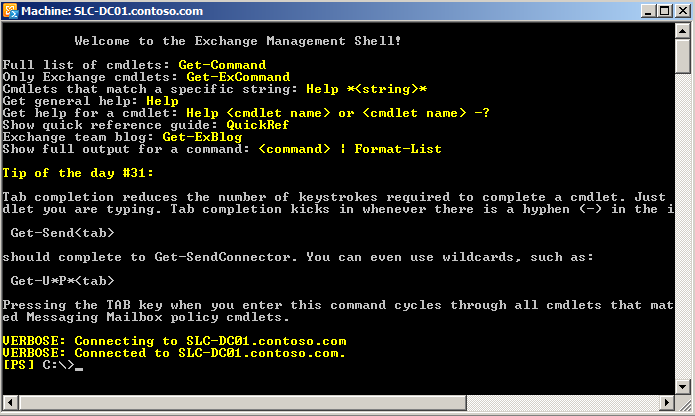 Machine: SLC-DC01.contoso.com
Welcome to the Exchange Management Shell!
Full list of cmdlets: Get-Command
Only Exchange cmdlets: Get-ExCommand
Cmdlets that match a specific string: Help *<string>*
Get general help: Help
Get help for a cmdlet: Help <cmdlet name> or <cmdlet name> -?
Show quick reference guide: QuickRef
Exchange team blog: Get-ExBlog
Show full output for a command: <command> | Format-List
Tip of the day #31:
Tab completion reduces the number of keystrokes required to complete a cmdlet. Just
dlet you are typing. Tab completion kicks in whenever there is a hyphen (-) in the i
Get-Send<tab>
should complete to Get-SendConnector. You can even use wildcards, such as:
Get-U*P*<tab>
Pressing the TAB key when you enter this command cycles through all cmdlets that mat
ed Messaging Mailbox policy cmdlets.
VERBOSE: Connecting to SLC-DC01.contoso.com
VERBOSE: Connected to SLC-DC01.contoso.com.
[PS] C:\>_